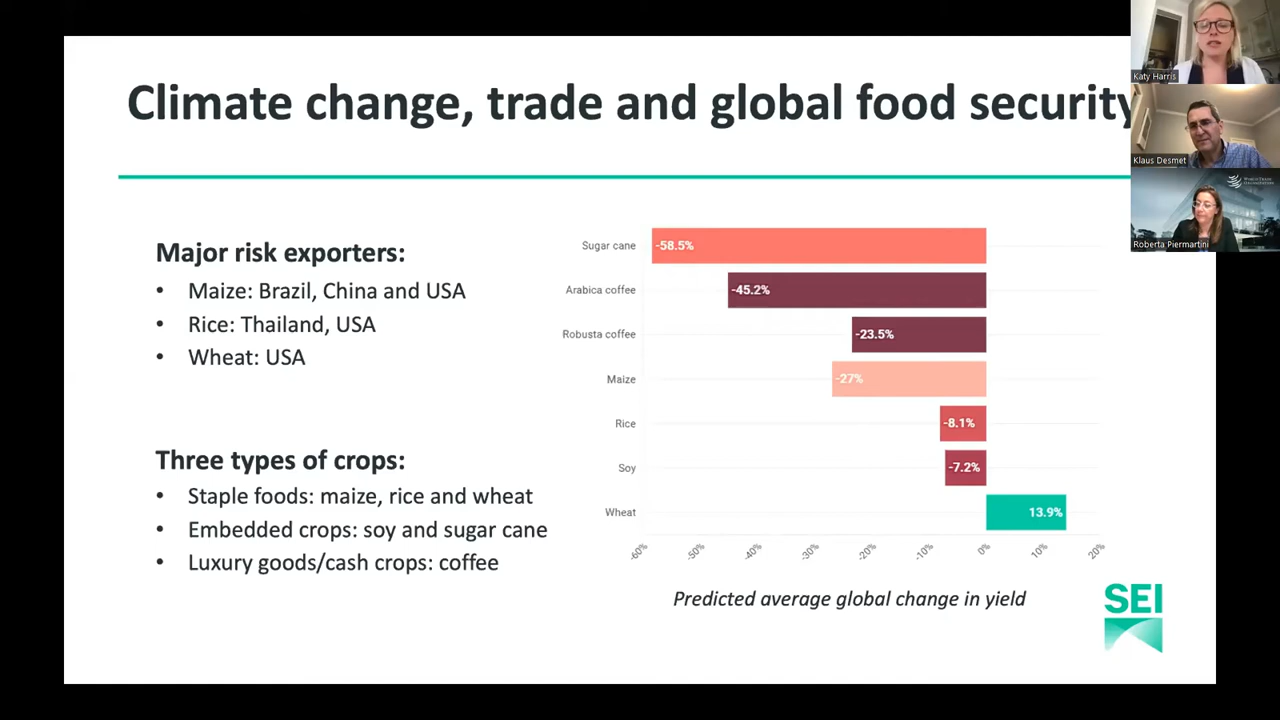 Climate change, trade and global food security
Katy Harris
Klaus Desmet
WORLD TRADE
ORGANIZATION
Roberta Piermartini
Major risk exporters:
• Maize: Brazil, China and USA
• Rice: Thailand, USA
• Wheat: USA
Three types of crops:
• Staple foods: maize, rice and wheat
• Embedded crops: soy and sugar cane
• Luxury goods/cash crops: coffee
Sugar cane -58.5%
Arabica coffee -45.2%
Robusta coffee -23.5%
Maize -27%
Rice -8.1%
Soy -7.2%
Wheat 13.9%
-60% -50% -40% -30% -20% -10% 0% 10% 20%
Predicted average global change in yield
SEI